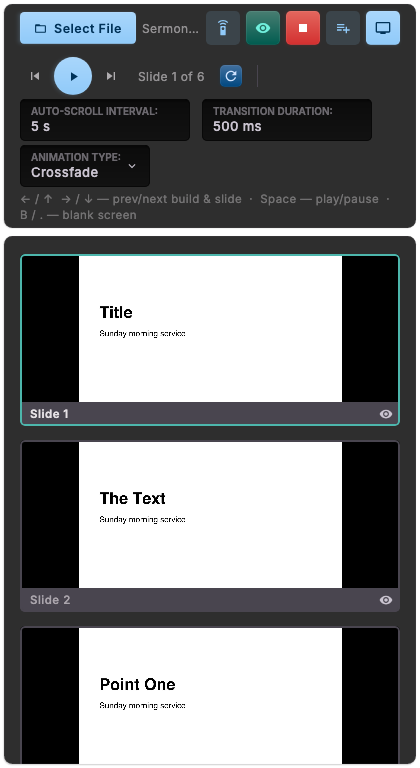 Select File
Sermon...
Slide 1 of 6
AUTO-SCROLL INTERVAL:
5 s
TRANSITION DURATION:
500 ms
ANIMATION TYPE:
Crossfade
← / ↑ → / ↓ — prev/next build & slide · Space — play/pause ·
B / . — blank screen
Title
Sunday morning service
Slide 1
The Text
Sunday morning service
Slide 2
Point One
Sunday morning service